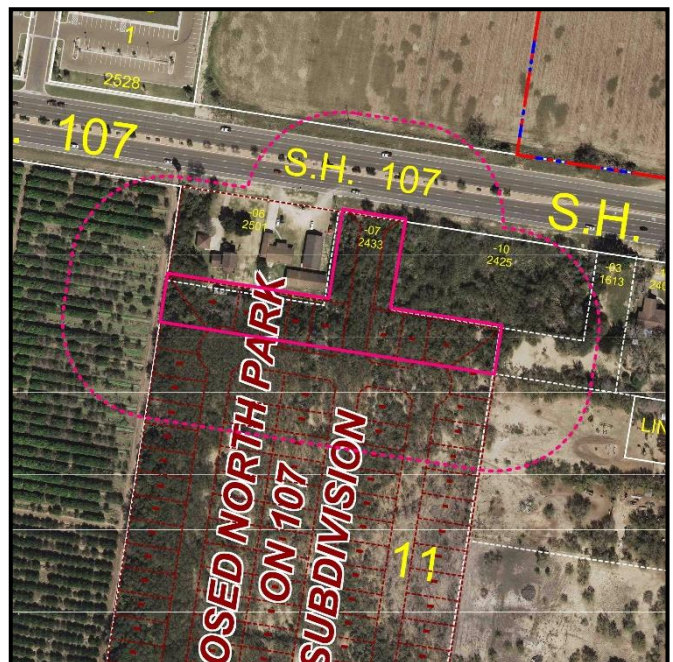 1
2528
. 107
S.H. 107
S.H.
-06
2501
-07
2433
-10
2425
-03
1613
LIN
OSED NORTH PARK
ON 107
SUBDIVISION
11